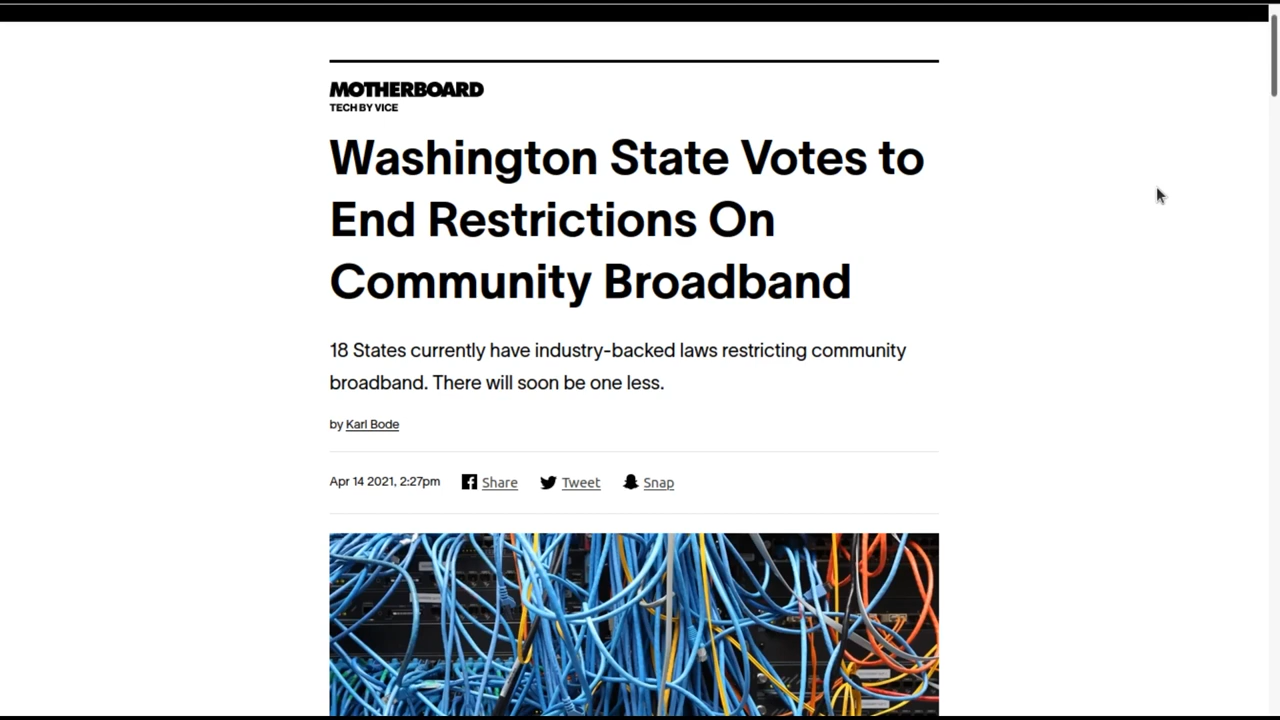 MOTHERBOARD
TECH BY VICE
Washington State Votes to
End Restrictions On
Community Broadband
18 States currently have industry-backed laws restricting community
broadband. There will soon be one less.
by Karl Bode
Apr 14 2021, 2:27pm Share Tweet Snap